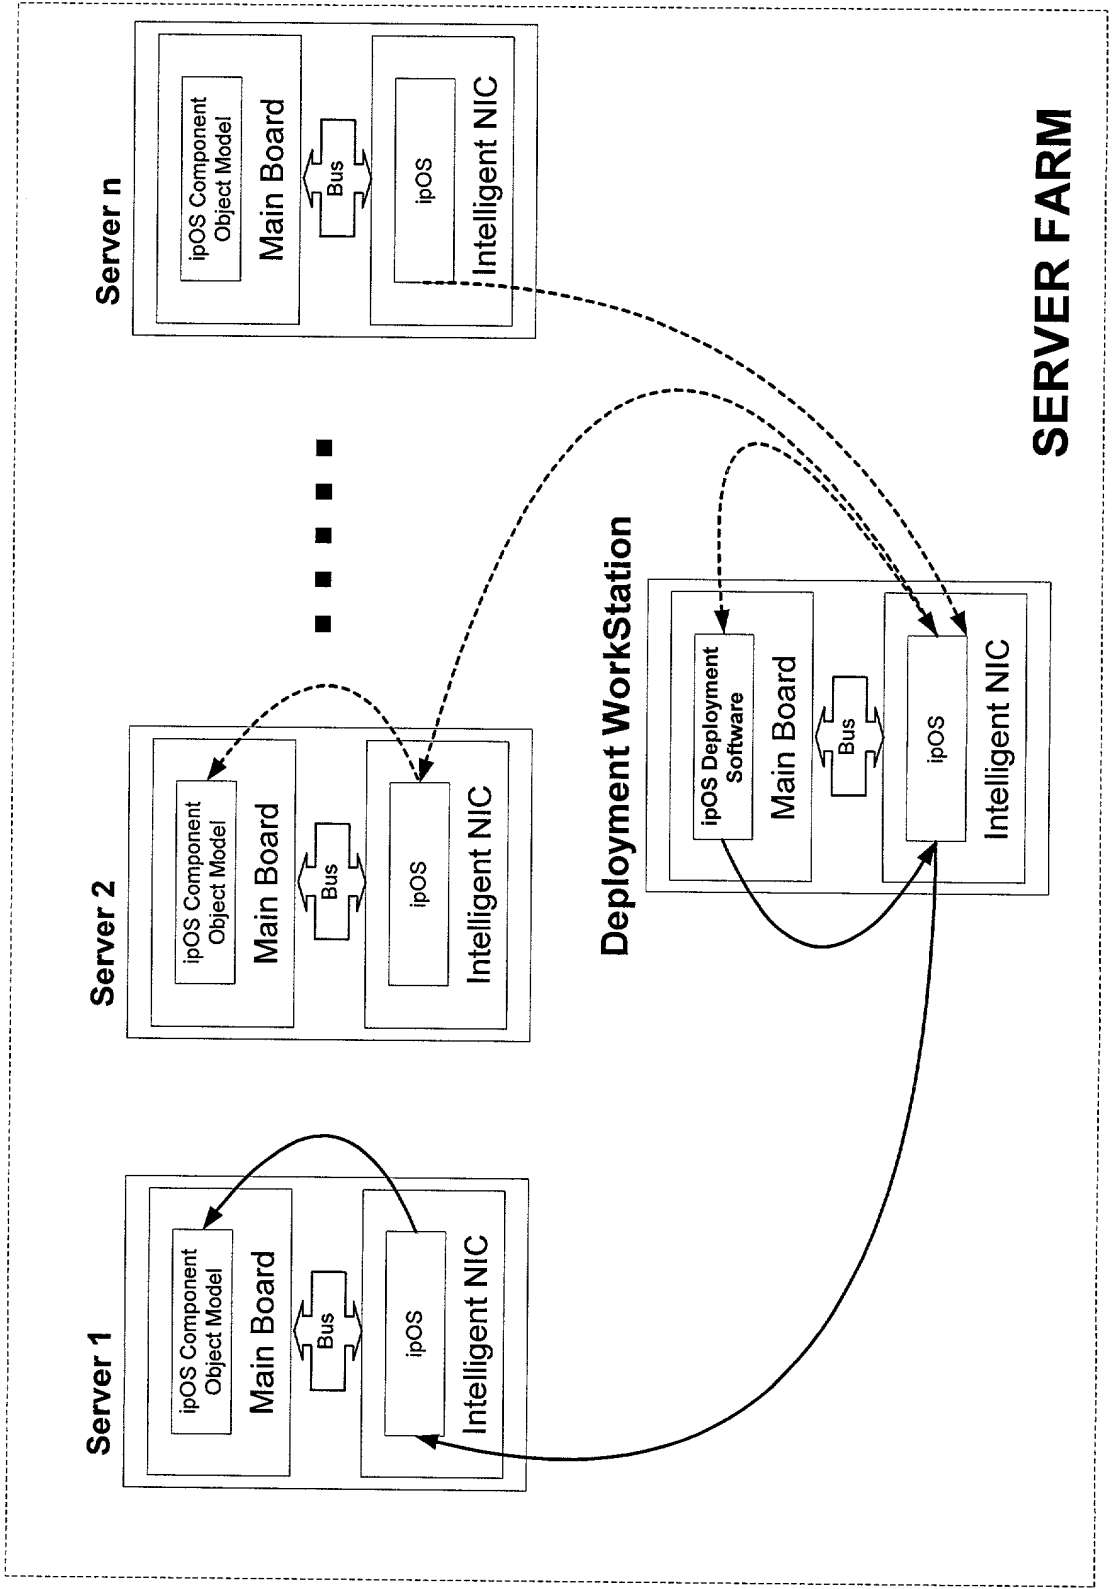 Server 1
ipOS Component
Object Model
Main Board
Bus
ipOS
Intelligent NIC
Server 2
ipOS Component
Object Model
Main Board
Bus
ipOS
Intelligent NIC
Server n
ipOS Component
Object Model
Main Board
Bus
ipOS
Intelligent NIC
Deployment WorkStation
ipOS Deployment
Software
Main Board
Bus
ipOS
Intelligent NIC
SERVER FARM